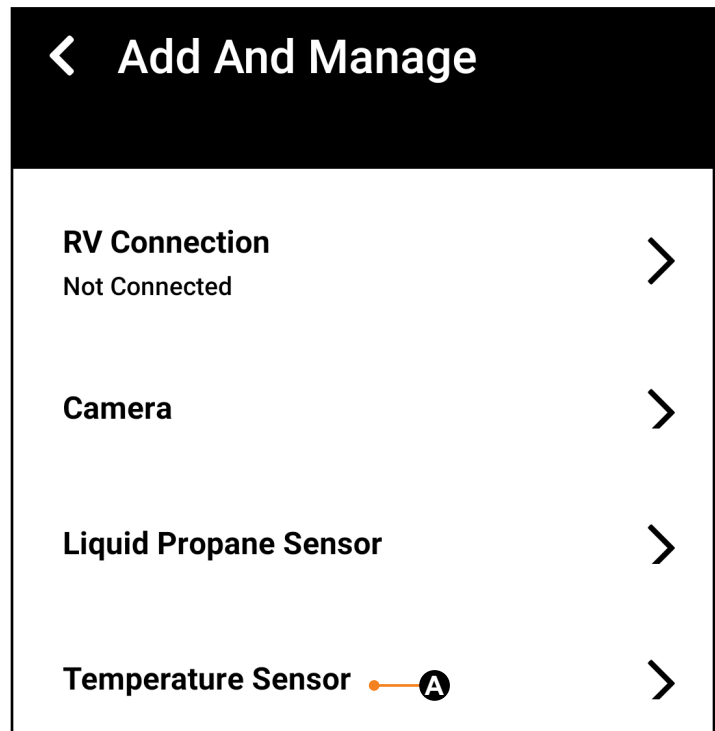 Add And Manage
RV Connection
Not Connected
Camera
Liquid Propane Sensor
Temperature Sensor A